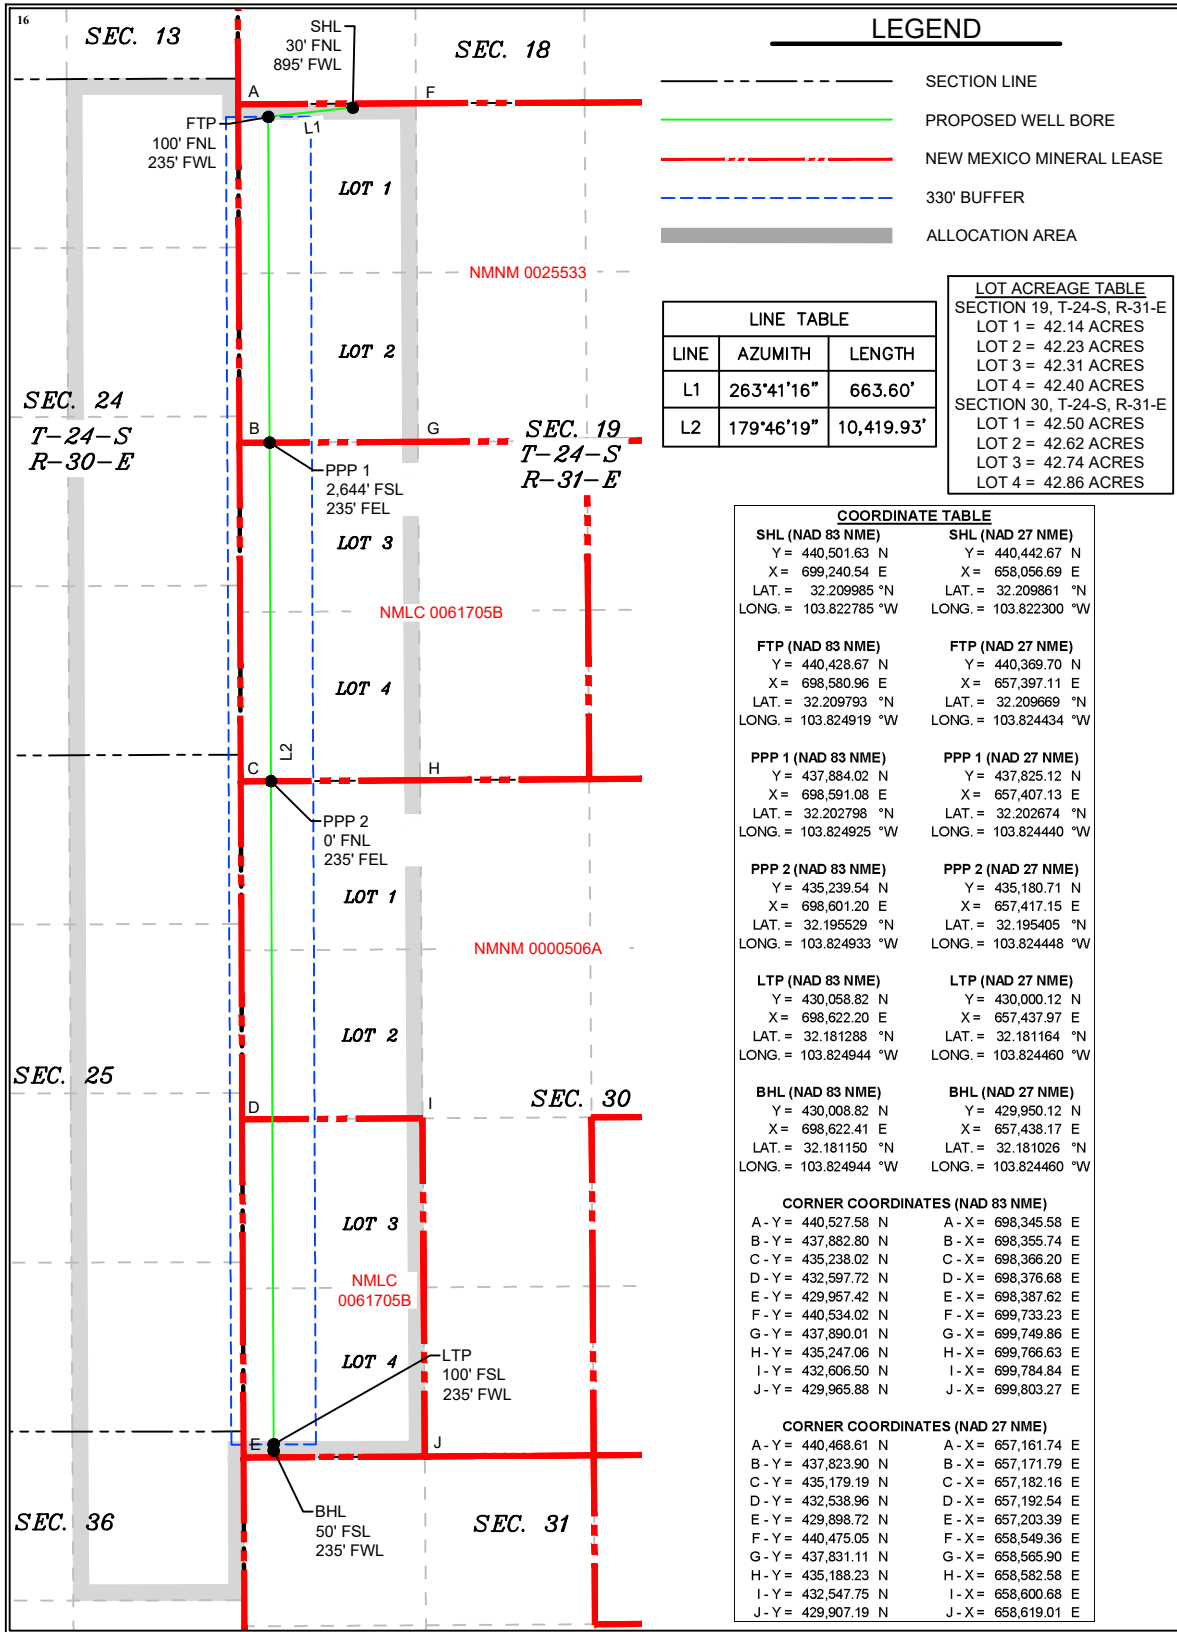 16
SEC. 13
SHL
30' FNL
895' FWL
SEC. 18
A
F
FTP
100' FNL
235' FWL
L1
LOT 1
NMNM 0025533
LOT 2
SEC. 24
T-24-S
R-30-E
B
G
SEC. 19
T-24-S
R-31-E
PPP 1
2,644' FSL
235' FEL
LOT 3
NMLC 0061705B
LOT 4
L2
C
H
PPP 2
0' FNL
235' FEL
LOT 1
NMNM 0000506A
LOT 2
SEC. 25
D
I
SEC. 30
LOT 3
NMLC
0061705B
LOT 4
LTP
100' FSL
235' FWL
E
J
BHL
50' FSL
235' FWL
SEC. 36
SEC. 31
LEGEND
SECTION LINE
PROPOSED WELL BORE
NEW MEXICO MINERAL LEASE
330' BUFFER
ALLOCATION AREA
LINE TABLE
LINE AZUMITH LENGTH
L1 263°41'16" 663.60'
L2 179°46'19" 10,419.93'
LOT ACREAGE TABLE
SECTION 19, T-24-S, R-31-E
LOT 1 = 42.14 ACRES
LOT 2 = 42.23 ACRES
LOT 3 = 42.31 ACRES
LOT 4 = 42.40 ACRES
SECTION 30, T-24-S, R-31-E
LOT 1 = 42.50 ACRES
LOT 2 = 42.62 ACRES
LOT 3 = 42.74 ACRES
LOT 4 = 42.86 ACRES
COORDINATE TABLE
SHL (NAD 83 NME) SHL (NAD 27 NME)
Y = 440,501.63 N Y = 440,442.67 N
X = 699,240.54 E X = 658,056.69 E
LAT. = 32.209985 °N LAT. = 32.209861 °N
LONG. = 103.822785 °W LONG. = 103.822300 °W
FTP (NAD 83 NME) FTP (NAD 27 NME)
Y = 440,428.67 N Y = 440,369.70 N
X = 698,580.96 E X = 657,397.11 E
LAT. = 32.209793 °N LAT. = 32.209669 °N
LONG. = 103.824919 °W LONG. = 103.824434 °W
PPP 1 (NAD 83 NME) PPP 1 (NAD 27 NME)
Y = 437,884.02 N Y = 437,825.12 N
X = 698,591.08 E X = 657,407.13 E
LAT. = 32.202798 °N LAT. = 32.202674 °N
LONG. = 103.824925 °W LONG. = 103.824440 °W
PPP 2 (NAD 83 NME) PPP 2 (NAD 27 NME)
Y = 435,239.54 N Y = 435,180.71 N
X = 698,601.20 E X = 657,417.15 E
LAT. = 32.195529 °N LAT. = 32.195405 °N
LONG. = 103.824933 °W LONG. = 103.824448 °W
LTP (NAD 83 NME) LTP (NAD 27 NME)
Y = 430,058.82 N Y = 430,000.12 N
X = 698,622.20 E X = 657,437.97 E
LAT. = 32.181288 °N LAT. = 32.181164 °N
LONG. = 103.824944 °W LONG. = 103.824460 °W
BHL (NAD 83 NME) BHL (NAD 27 NME)
Y = 430,008.82 N Y = 429,950.12 N
X = 698,622.41 E X = 657,438.17 E
LAT. = 32.181150 °N LAT. = 32.181026 °N
LONG. = 103.824944 °W LONG. = 103.824460 °W
CORNER COORDINATES (NAD 83 NME)
A - Y = 440,527.58 N A - X = 698,345.58 E
B - Y = 437,882.80 N B - X = 698,355.74 E
C - Y = 435,238.02 N C - X = 698,366.20 E
D - Y = 432,597.72 N D - X = 698,376.68 E
E - Y = 429,957.42 N E - X = 698,387.62 E
F - Y = 440,534.02 N F - X = 699,733.23 E
G - Y = 437,890.01 N G - X = 699,749.86 E
H - Y = 435,247.06 N H - X = 699,766.63 E
I - Y = 432,606.50 N I - X = 699,784.84 E
J - Y = 429,965.88 N J - X = 699,803.27 E
CORNER COORDINATES (NAD 27 NME)
A - Y = 440,468.61 N A - X = 657,161.74 E
B - Y = 437,823.90 N B - X = 657,171.79 E
C - Y = 435,179.19 N C - X = 657,182.16 E
D - Y = 432,538.96 N D - X = 657,192.54 E
E - Y = 429,898.72 N E - X = 657,203.39 E
F - Y = 440,475.05 N F - X = 658,549.36 E
G - Y = 437,831.11 N G - X = 658,565.90 E
H - Y = 435,188.23 N H - X = 658,582.58 E
I - Y = 432,547.75 N I - X = 658,600.68 E
J - Y = 429,907.19 N J - X = 658,619.01 E